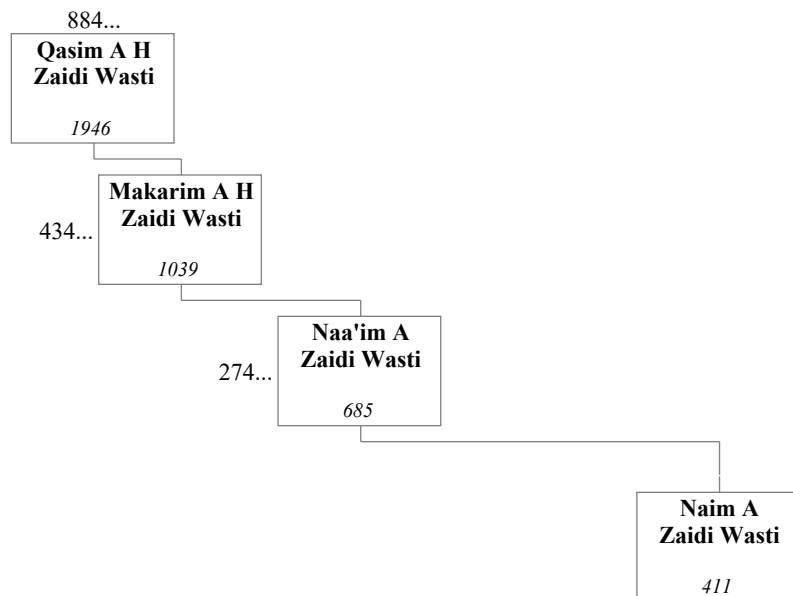 884...
Qasim A H
Zaidi Wasti
1946
Makarim A H
Zaidi Wasti
434...
1039
Naa'im A
Zaidi Wasti
274...
685
Naim A
Zaidi Wasti
411